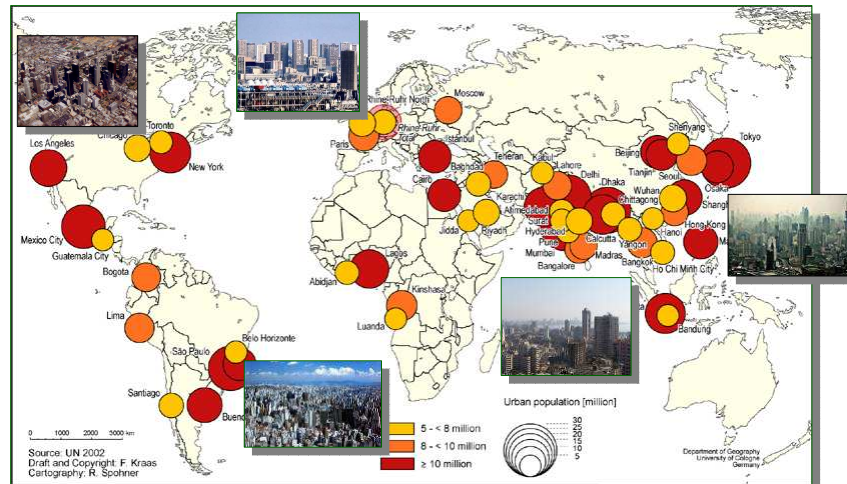 Los Angeles
Chicago
Toronto
New York
Mexico City
Guatemala City
Bogota
Lima
Belo Horizonte
São Paulo
Santiago
Rhine-Ruhr North
Rhine-Ruhr
Total
Paris
Moscow
Istanbul
Baghdad
Teheran
Cairo
Jidda
Riyadh
Lagos
Abidjan
Kinshasa
Luanda
Kabul
Lahore
Delhi
Karachi
Dhaka
Ahmedabad
Surat
Hyderabad
Pune
Mumbai
Bangalore
Madras
Calcutta
Chittagong
Yangon
Bangkok
Hanoi
Ho Chi Minh City
Wuhan
Hong Kong
Beijing
Tianjin
Shenyang
Seoul
Tokyo
Osaka
Bandung
0 1000 2000 3000 km
Source: UN 2002
Draft and Copyright: F. Kraas
Cartography: R. Spohner
5 - < 8 million
8 - < 10 million
≥ 10 million
Urban population [million]
30
25
20
15
10
5
Department of Geography
University of Cologne
Germany